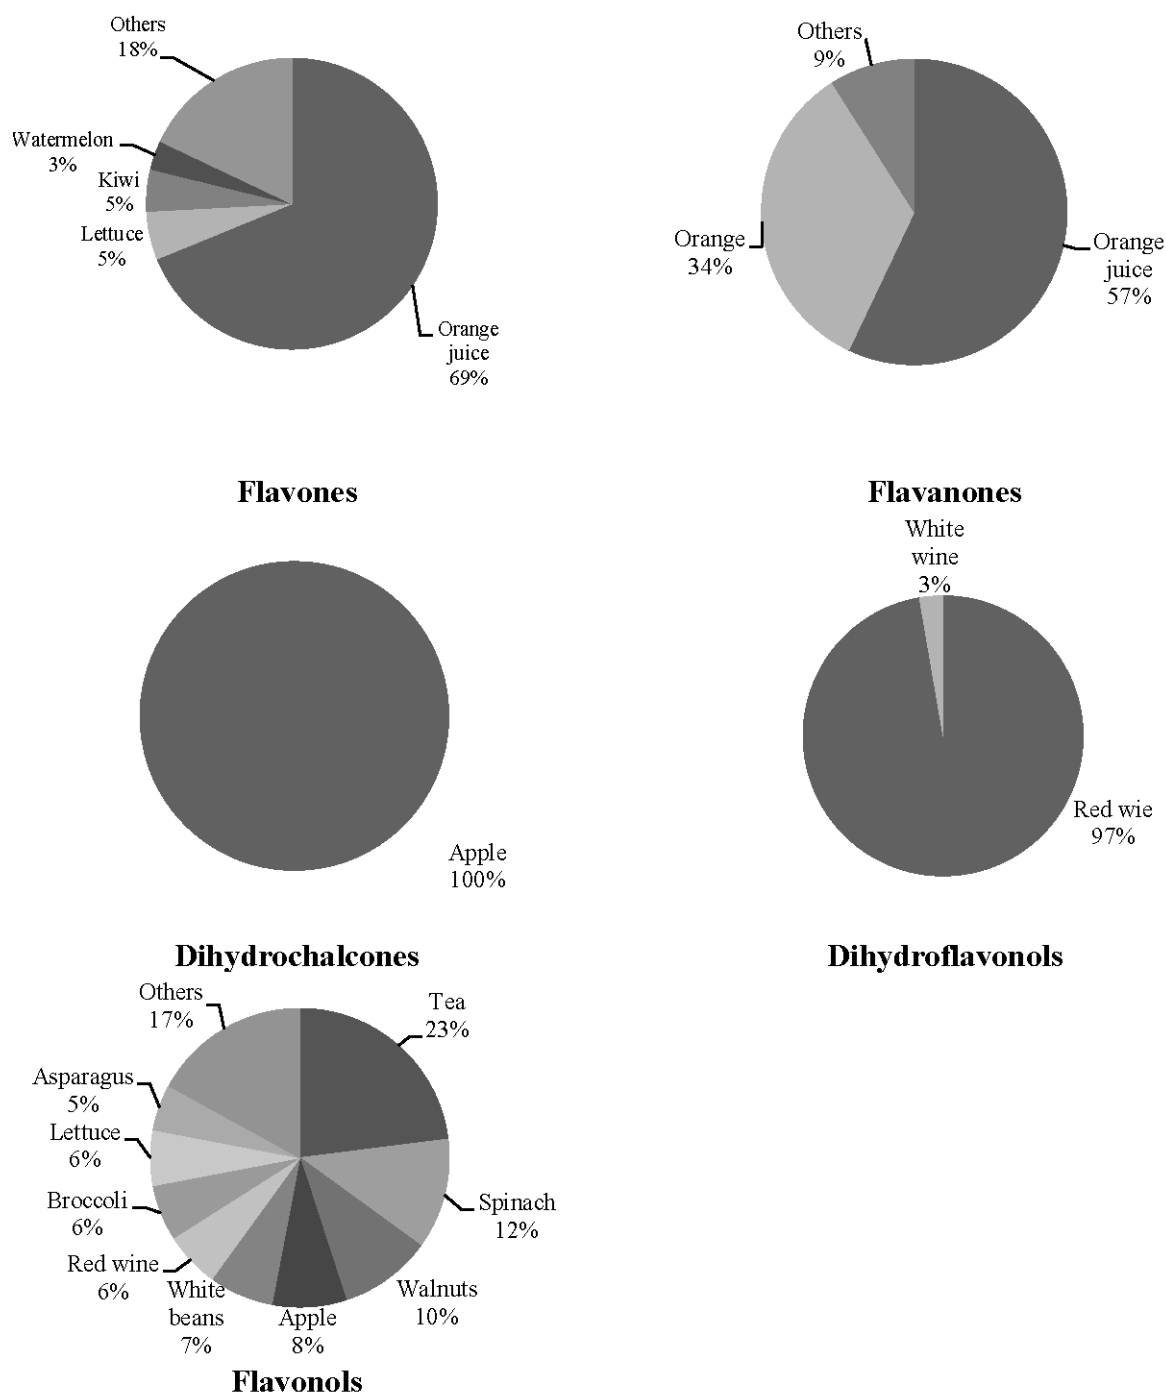 Others
18%
Watermelon
3%
Kiwi
5%
Lettuce
5%
Orange
juice
69%
Flavones
Others
9%
Orange
34%
Orange
juice
57%
Flavanones
Apple
100%
Dihydrochalcones
White
wine
3%
Red wie
97%
Dihydroflavonols
Others
17%
Tea
23%
Asparagus
5%
Lettuce
6%
Broccoli
6%
Red wine
6%
White
beans
7%
Apple
8%
Walnuts
10%
Spinach
12%
Flavonols